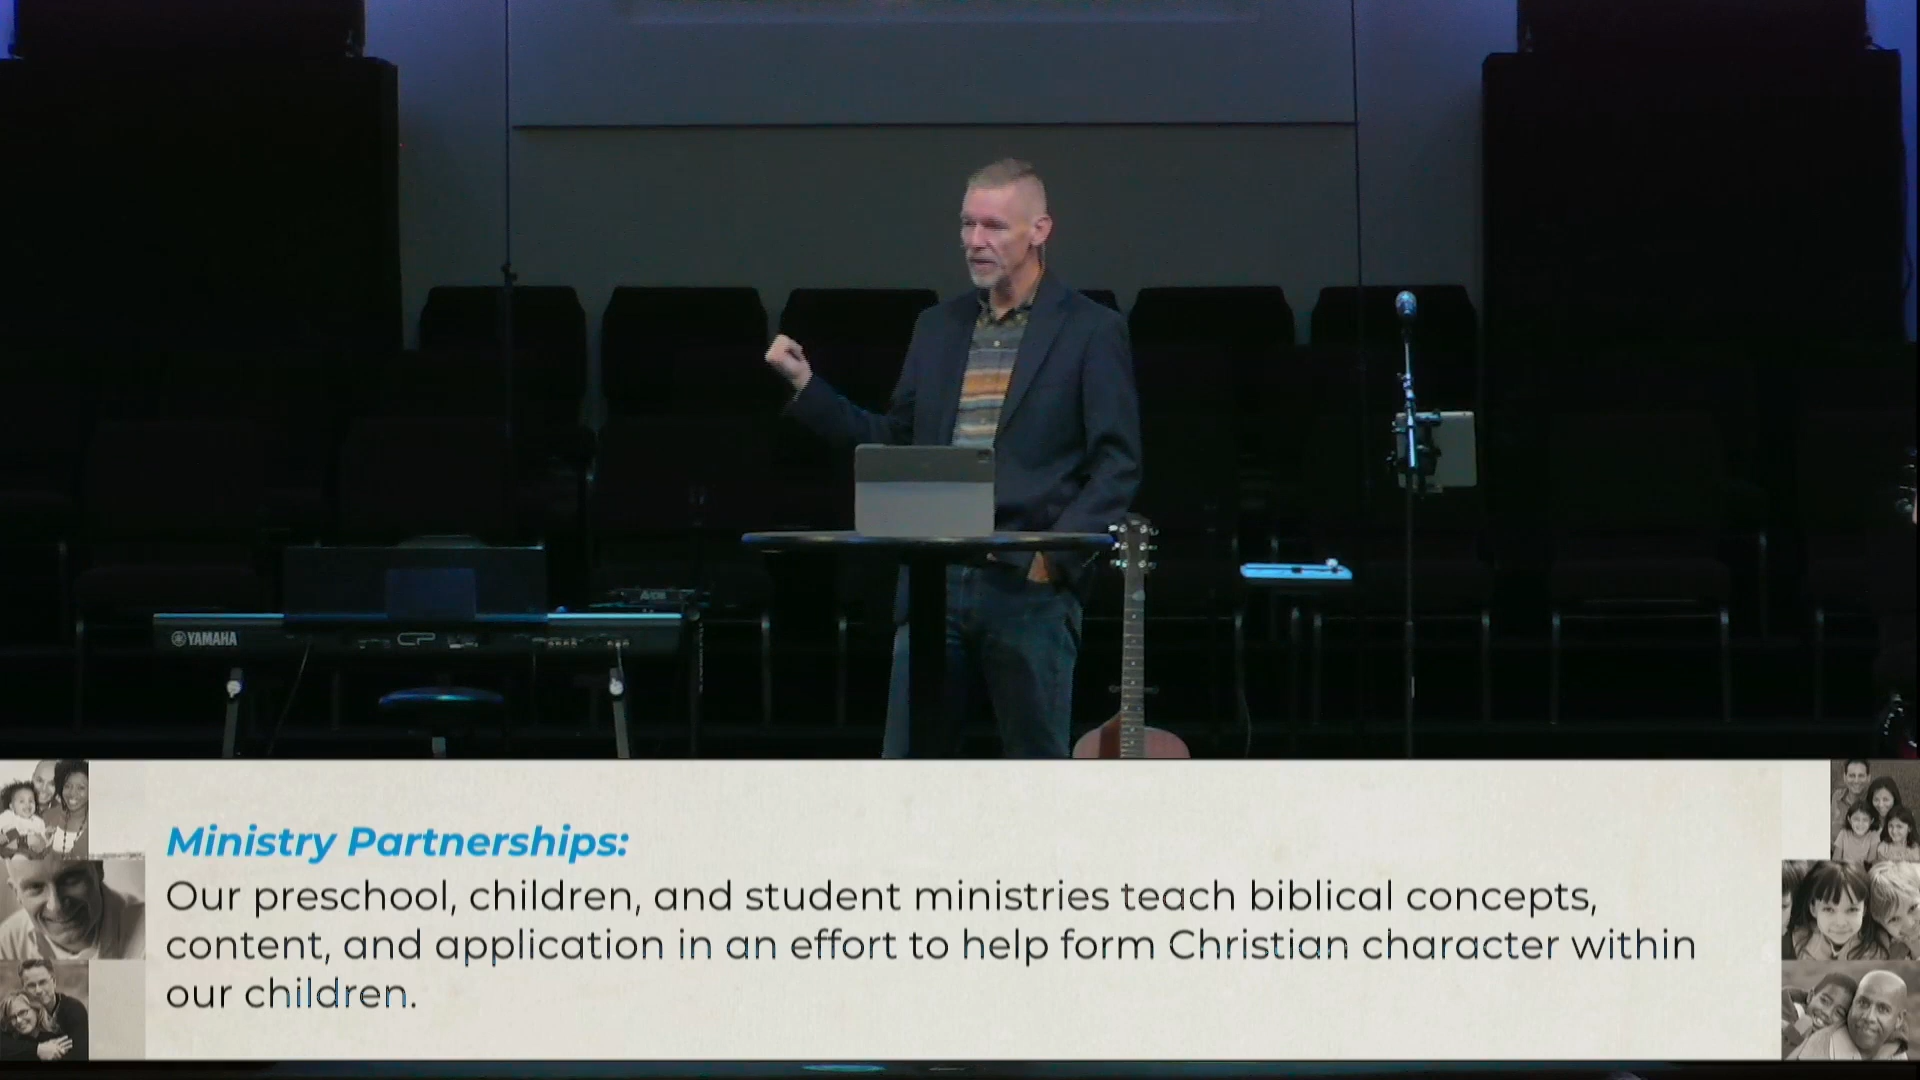 YAMAHA
CP
Ministry Partnerships:
Our preschool, children, and student ministries teach biblical concepts,
content, and application in an effort to help form Christian character within
our children.